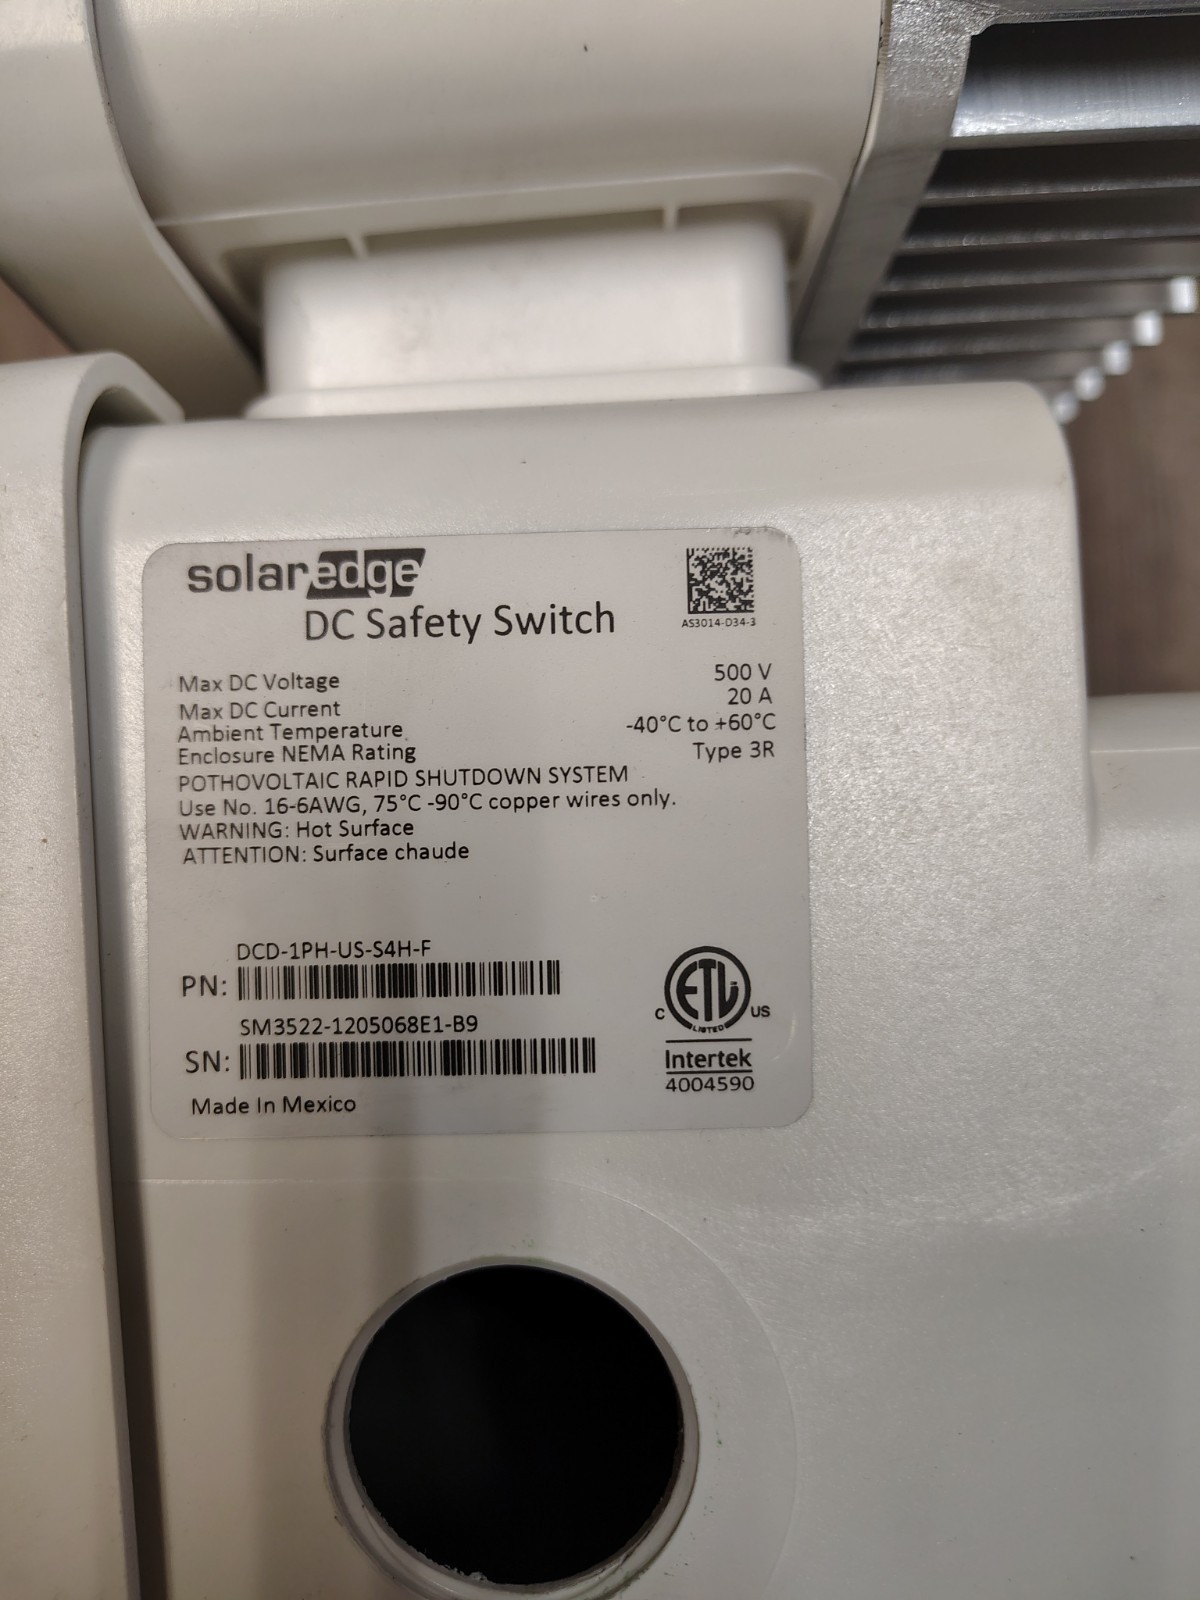 solaredge
DC Safety Switch
AS3014-D34-3
Max DC Voltage 500 V
Max DC Current 20 A
Ambient Temperature -40°C to +60°C
Enclosure NEMA Rating Type 3R
POTHOVOLTAIC RAPID SHUTDOWN SYSTEM
Use No. 16-6AWG, 75°C -90°C copper wires only.
WARNING: Hot Surface
ATTENTION: Surface chaude
DCD-1PH-US-S4H-F
PN:
SM3522-1205068E1-B9
SN:
Made In Mexico
ETL
LISTED
C US
Intertek
4004590